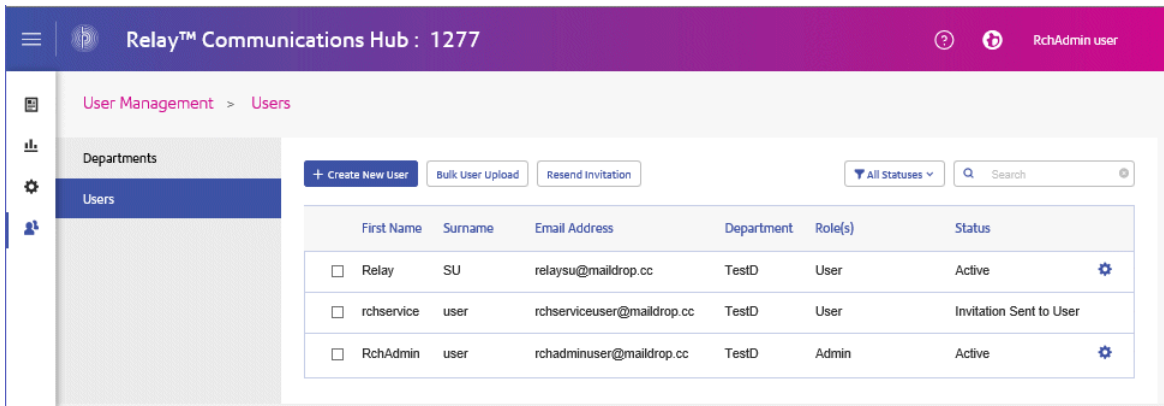 Relay™ Communications Hub : 1277
RchAdmin user
User Management > Users
Departments
Users
+ Create New User Bulk User Upload Resend Invitation All Statuses Search
First Name Surname Email Address Department Role(s) Status
Relay SU relaysu@maildrop.cc TestD User Active
rchservice user rchserviceuser@maildrop.cc TestD User Invitation Sent to User
RchAdmin user rchadminuser@maildrop.cc TestD Admin Active